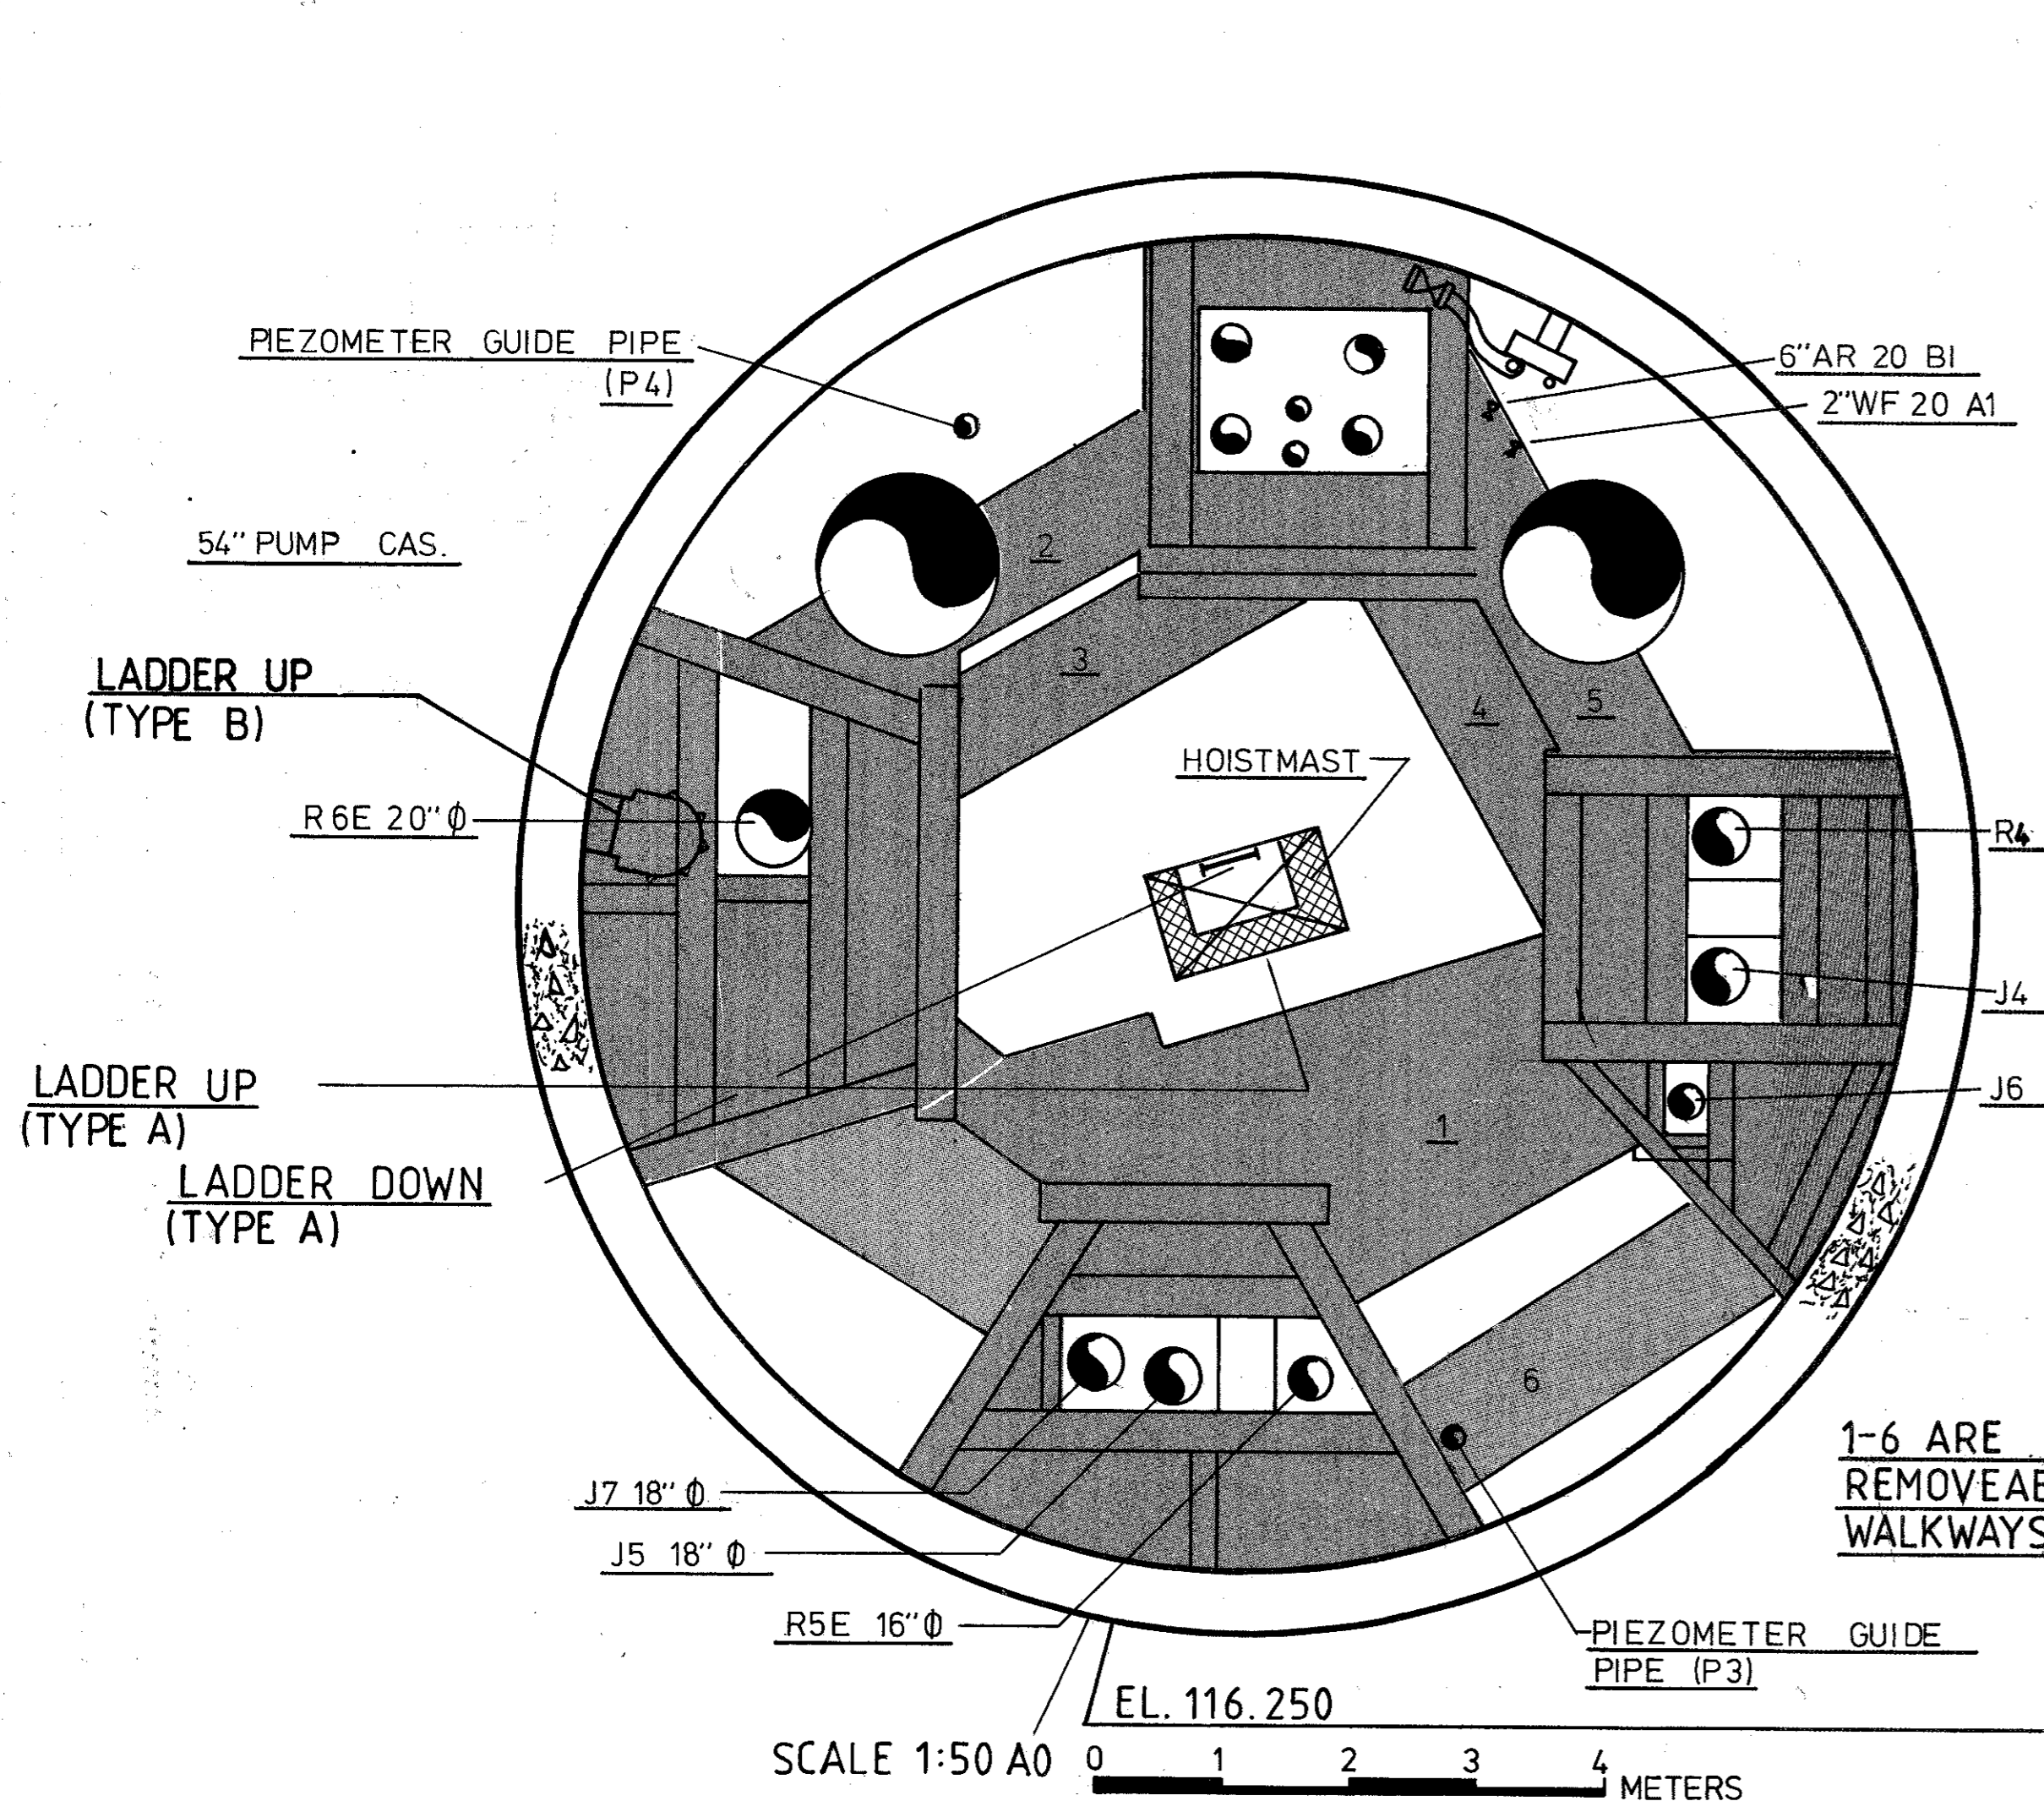 PIEZOMETER GUIDE PIPE
(P4)
6"AR 20 BI
2"WF 20 A1
54" PUMP CAS.
2
LADDER UP
(TYPE B)
3
4
5
HOISTMAST
R6E 20"Φ
R4
J4
LADDER UP
(TYPE A)
J6
1
LADDER DOWN
(TYPE A)
6
1-6 ARE
REMOVEAB
WALKWAYS
J7 18"Φ
J5 18"Φ
R5E 16"Φ
PIEZOMETER GUIDE
PIPE (P3)
EL. 116.250
SCALE 1:50 A0
0 1 2 3 4
METERS